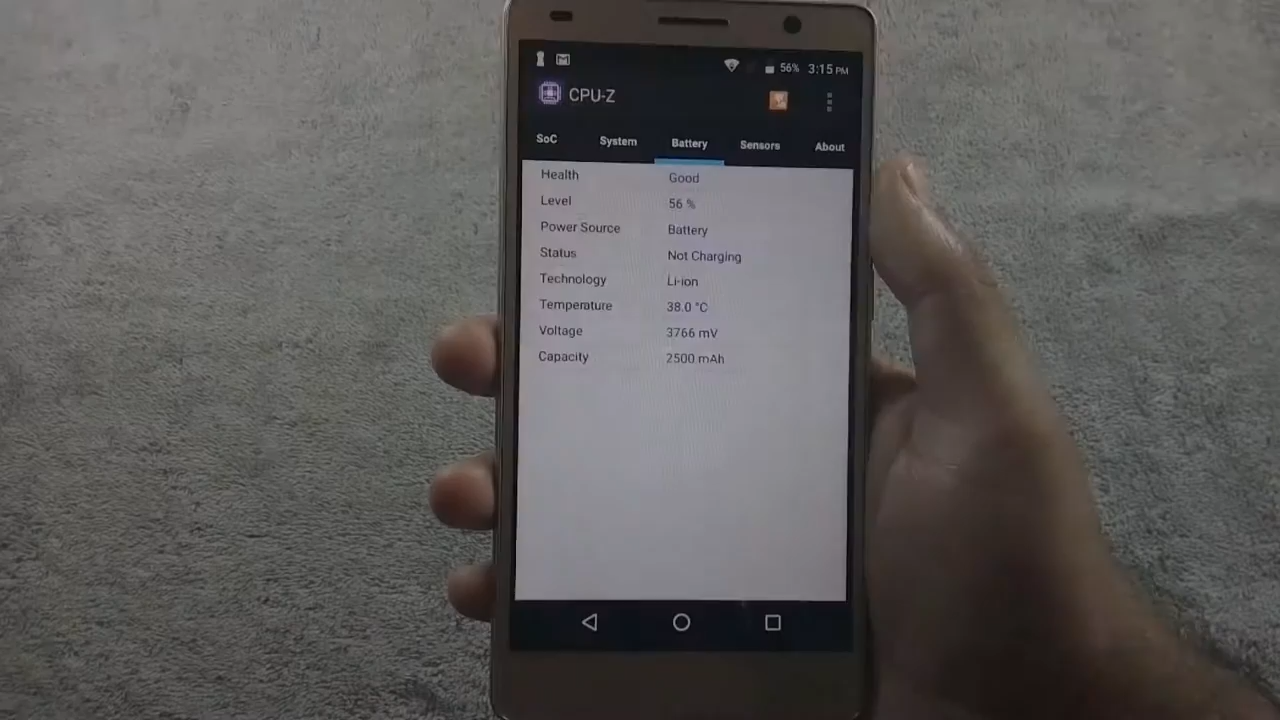 56% 3:15 PM
CPU-Z
SoC System Battery Sensors About
Health Good
Level 56 %
Power Source Battery
Status Not Charging
Technology Li-ion
Temperature 38.0 °C
Voltage 3766 mV
Capacity 2500 mAh